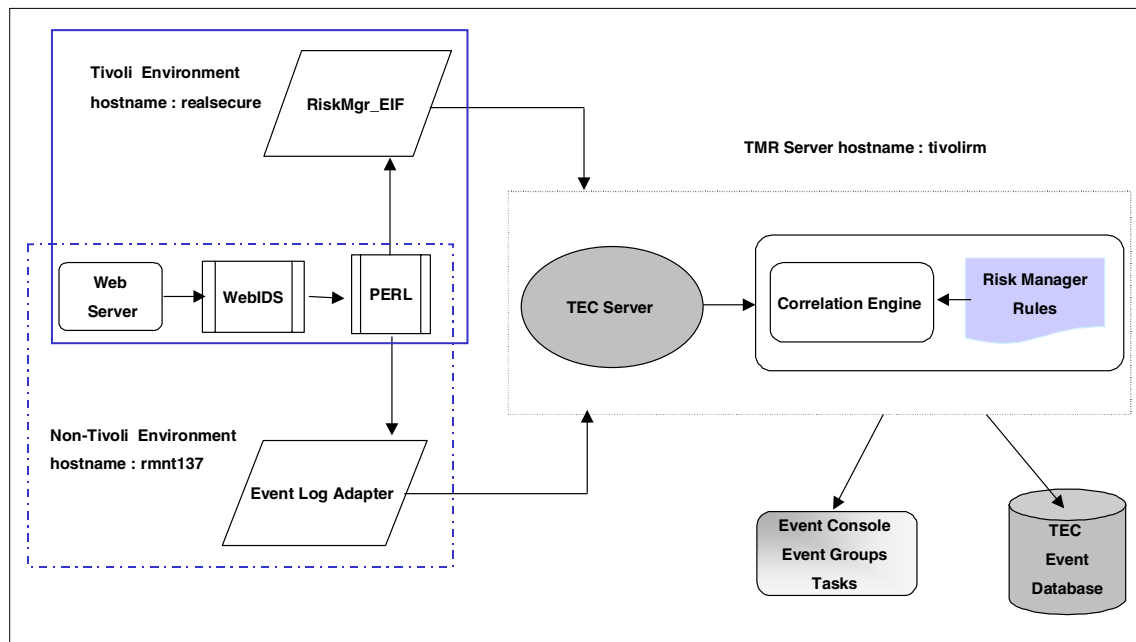 Tivoli Environment
hostname : realsecure
RiskMgr_EIF
TMR Server hostname : tivolirm
Web
Server
WebIDS
PERL
TEC Server
Correlation Engine
Risk Manager
Rules
Non-Tivoli Environment
hostname : rmnt137
Event Log Adapter
Event Console
Event Groups
Tasks
TEC
Event
Database